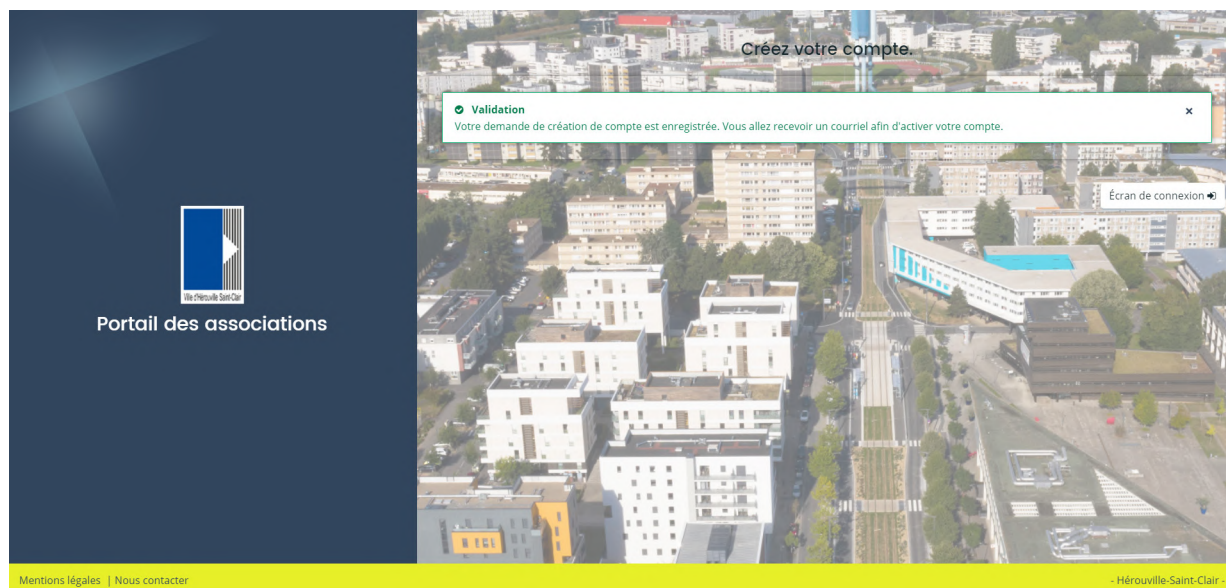 Créez votre compte.
Validation
Votre demande de création de compte est enregistrée. Vous allez recevoir un courriel afin d'activer votre compte.
Écran de connexion
Ville d'Hérouville Saint-Clair
Portail des associations
Mentions légales | Nous contacter
- Hérouville-Saint-Clair -